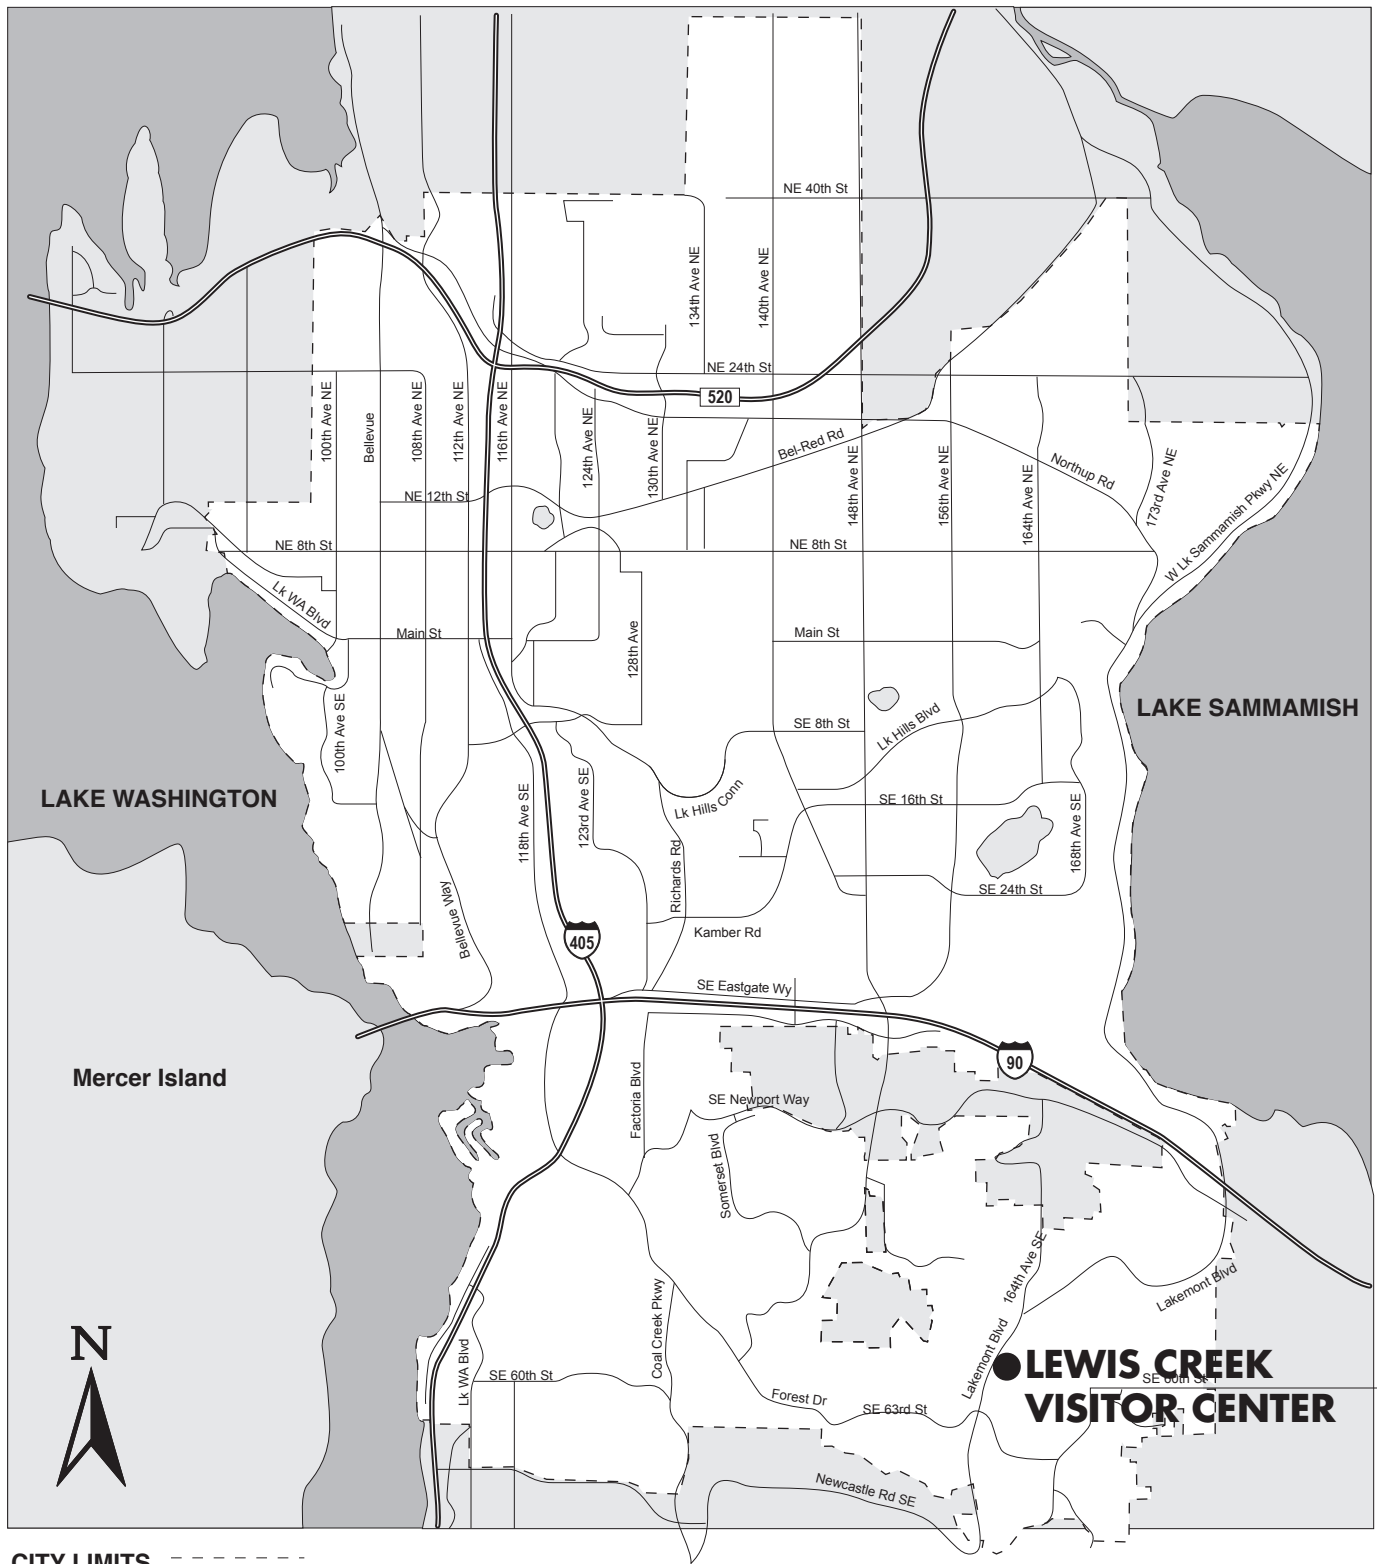 NE 40th St
134th Ave NE
140th Ave NE
NE 24th St
520
100th Ave NE
Bellevue
108th Ave NE
112th Ave NE
116th Ave NE
124th Ave NE
130th Ave NE
Bel-Red Rd
148th Ave NE
156th Ave NE
164th Ave NE
Northup Rd
173rd Ave NE
W Lk Sammamish Pkwy NE
NE 12th St
NE 8th St
NE 8th St
Lk WA Blvd
Main St
Main St
128th Ave
100th Ave SE
SE 8th St
Lk Hills Blvd
LAKE SAMMAMISH
LAKE WASHINGTON
118th Ave SE
123rd Ave SE
Lk Hills Conn
SE 16th St
168th Ave SE
Richards Rd
SE 24th St
Bellevue Way
Kamber Rd
405
SE Eastgate Wy
90
Mercer Island
Factoria Blvd
SE Newport Way
Somerset Blvd
164th Ave SE
Lakemont Blvd
Coal Creek Pkwy
Lakemont Blvd
N
Lk WA Blvd
SE 60th St
LEWIS CREEK
SE 60th St
VISITOR CENTER
Forest Dr
SE 63rd St
Newcastle Rd SE
CITY LIMITS